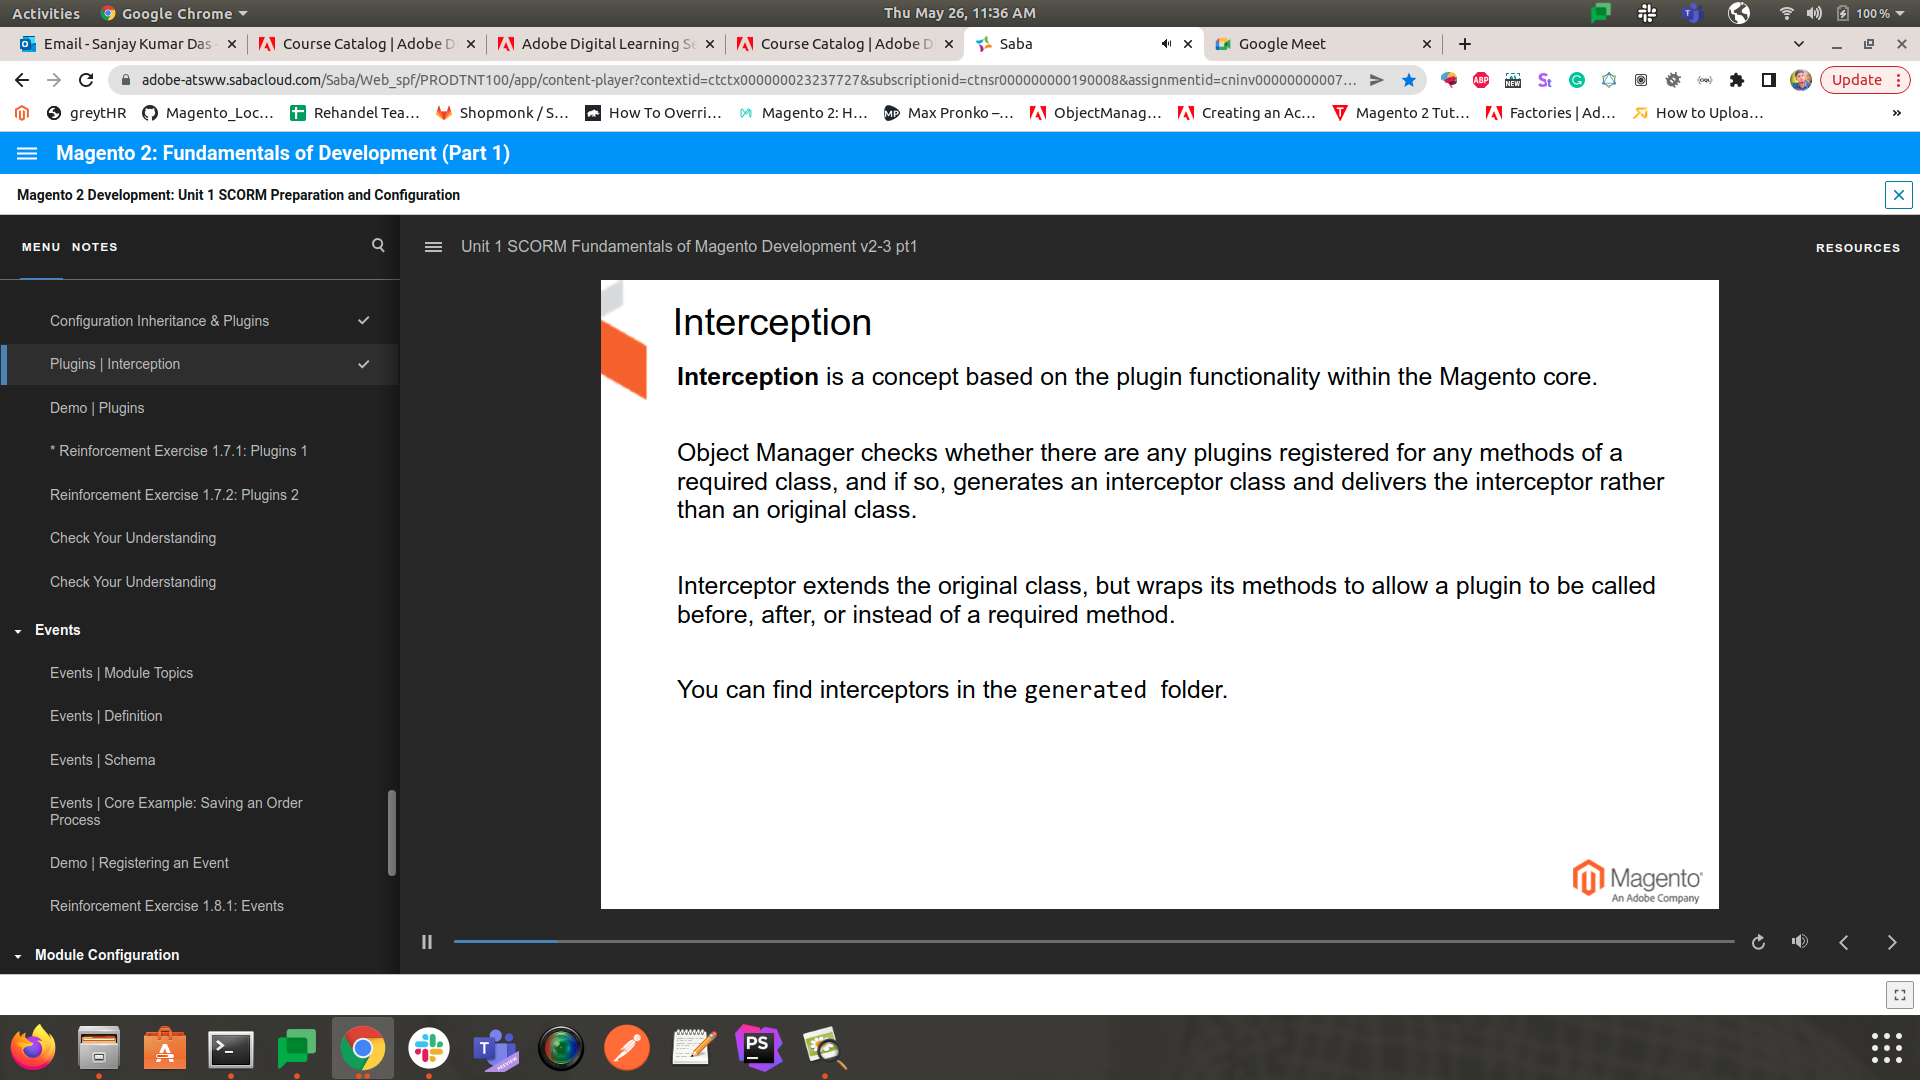 Activities
Google Chrome
Thu May 26, 11:36 AM
100 %
Email - Sanjay Kumar Das -
Course Catalog | Adobe D
Adobe Digital Learning Se
Course Catalog | Adobe D
Saba
Google Meet
adobe-atsww.sabacloud.com/Saba/Web_spf/PRODTNT100/app/content-player?contextid=ctctx000000023237727&subscriptionid=ctnsr000000000190008&assignmentid=cninv00000000007...
ABP
NEW
Update
greytHR
Magento_Loc...
Rehandel Tea...
Shopmonk / S...
How To Overri...
Magento 2: H...
Max Pronko –...
ObjectManag...
Creating an Ac...
Magento 2 Tut...
Factories | Ad...
How to Uploa...
»
Magento 2: Fundamentals of Development (Part 1)
Magento 2 Development: Unit 1 SCORM Preparation and Configuration
MENU
NOTES
Unit 1 SCORM Fundamentals of Magento Development v2-3 pt1
RESOURCES
Configuration Inheritance & Plugins
Plugins | Interception
Demo | Plugins
* Reinforcement Exercise 1.7.1: Plugins 1
Reinforcement Exercise 1.7.2: Plugins 2
Check Your Understanding
Check Your Understanding
Events
Events | Module Topics
Events | Definition
Events | Schema
Events | Core Example: Saving an Order
Process
Demo | Registering an Event
Reinforcement Exercise 1.8.1: Events
Module Configuration
Interception
Interception is a concept based on the plugin functionality within the Magento core.
Object Manager checks whether there are any plugins registered for any methods of a
required class, and if so, generates an interceptor class and delivers the interceptor rather
than an original class.
Interceptor extends the original class, but wraps its methods to allow a plugin to be called
before, after, or instead of a required method.
You can find interceptors in the generated folder.
Magento
An Adobe Company
PS